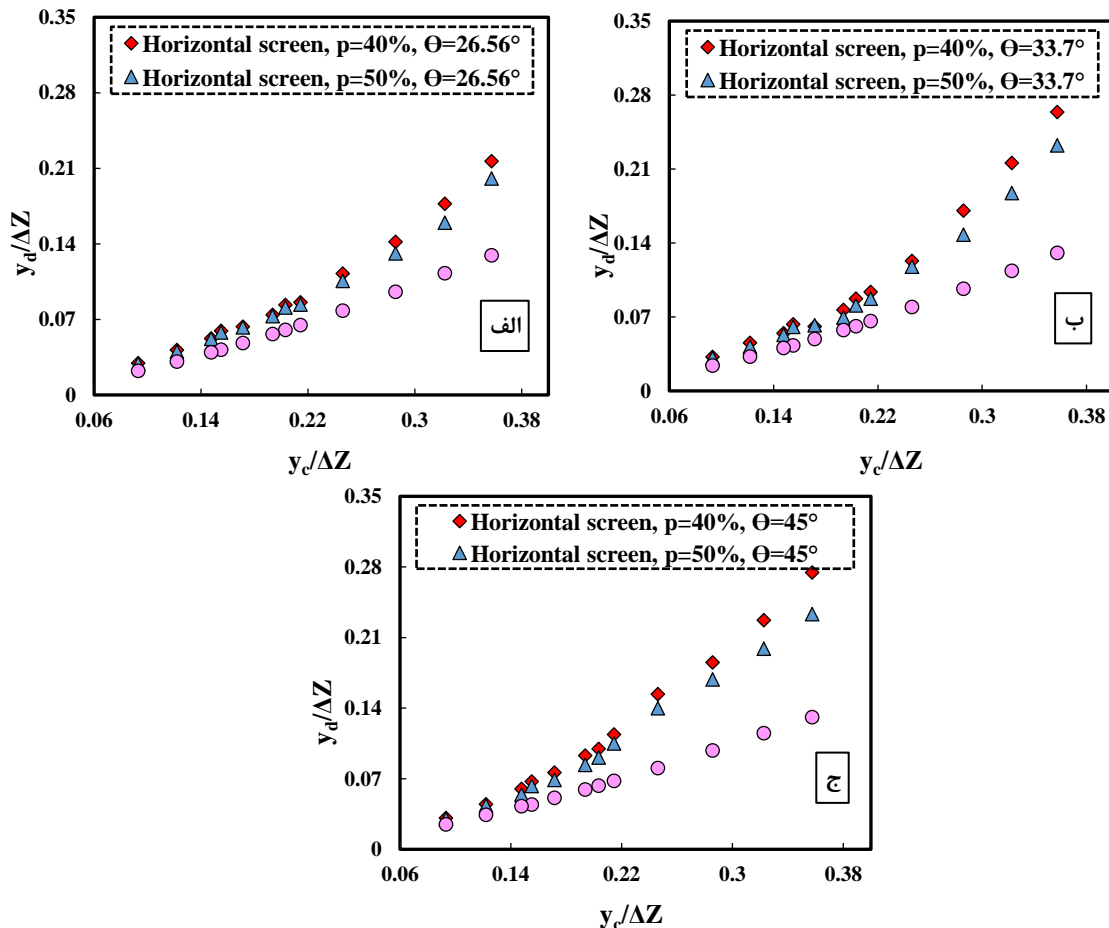 0.35
Horizontal screen, p=40%, Ө=26.56°
Horizontal screen, p=50%, Ө=26.56°
0.28
0.21
0.14
0.07
0
y_d/ΔZ
الف
0.06 0.14 0.22 0.3 0.38
y_c/ΔZ
0.35
Horizontal screen, p=40%, Ө=33.7°
Horizontal screen, p=50%, Ө=33.7°
0.28
0.21
0.14
0.07
0
y_d/ΔZ
ب
0.06 0.14 0.22 0.3 0.38
y_c/ΔZ
0.35
Horizontal screen, p=40%, Ө=45°
Horizontal screen, p=50%, Ө=45°
0.28
0.21
0.14
0.07
0
y_d/ΔZ
ج
0.06 0.14 0.22 0.3 0.38
y_c/ΔZ